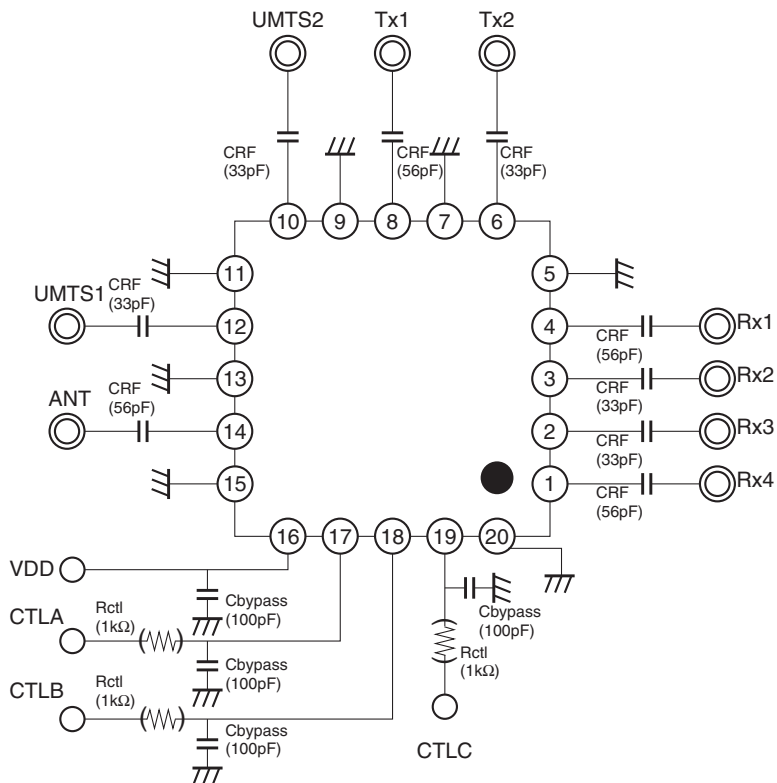 UMTS2 Tx1 Tx2
CRF
(33pF)
CRF
(56pF)
CRF
(33pF)
10 9 8 7 6
11 5
UMTS1
CRF
(33pF)
12 4
CRF
(56pF)
Rx1
13 3
CRF
(33pF)
Rx2
ANT
CRF
(56pF)
14 2
CRF
(33pF)
Rx3
15 1
CRF
(56pF)
Rx4
16 17 18 19 20
VDD
Cbypass
(100pF)
CTLA
Rctl
(1kΩ)
Cbypass
(100pF)
CTLB
Rctl
(1kΩ)
Cbypass
(100pF)
Cbypass
(100pF)
Rctl
(1kΩ)
CTLC